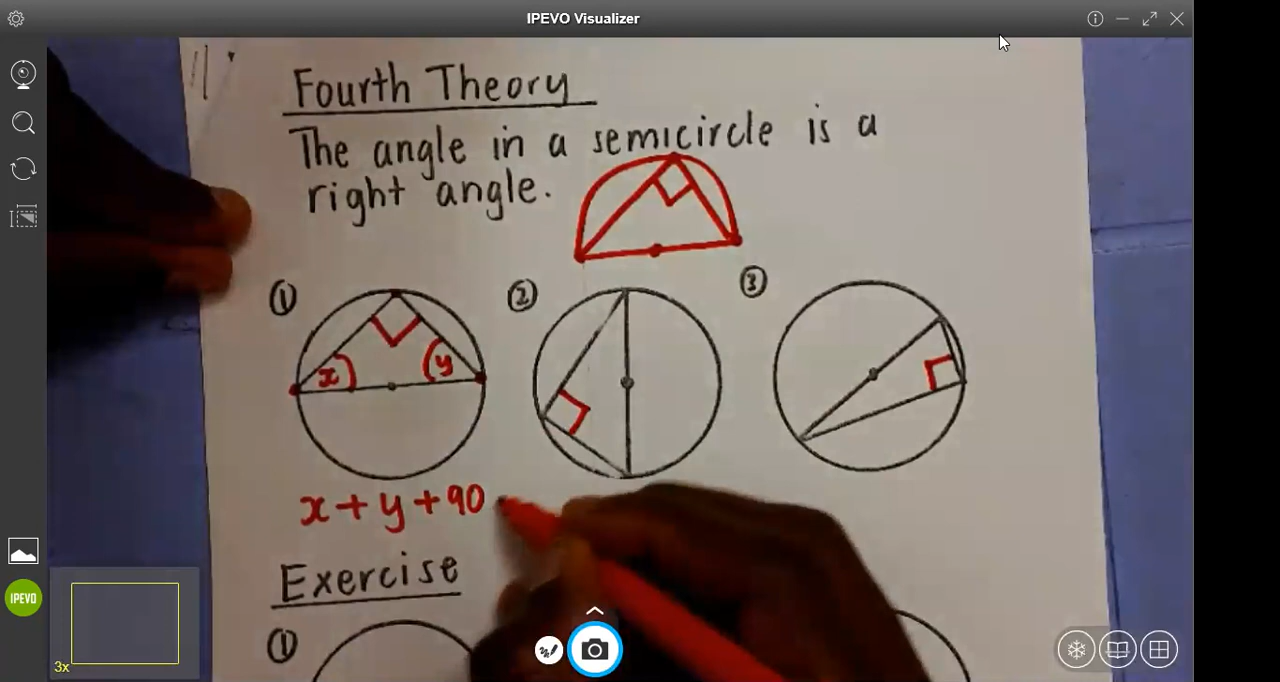 IPEVO Visualizer
Fourth Theory
The angle in a semicircle is a
right angle.
① ② ③
x y
x + y + 90
Exercise
①
IPEVO
3x